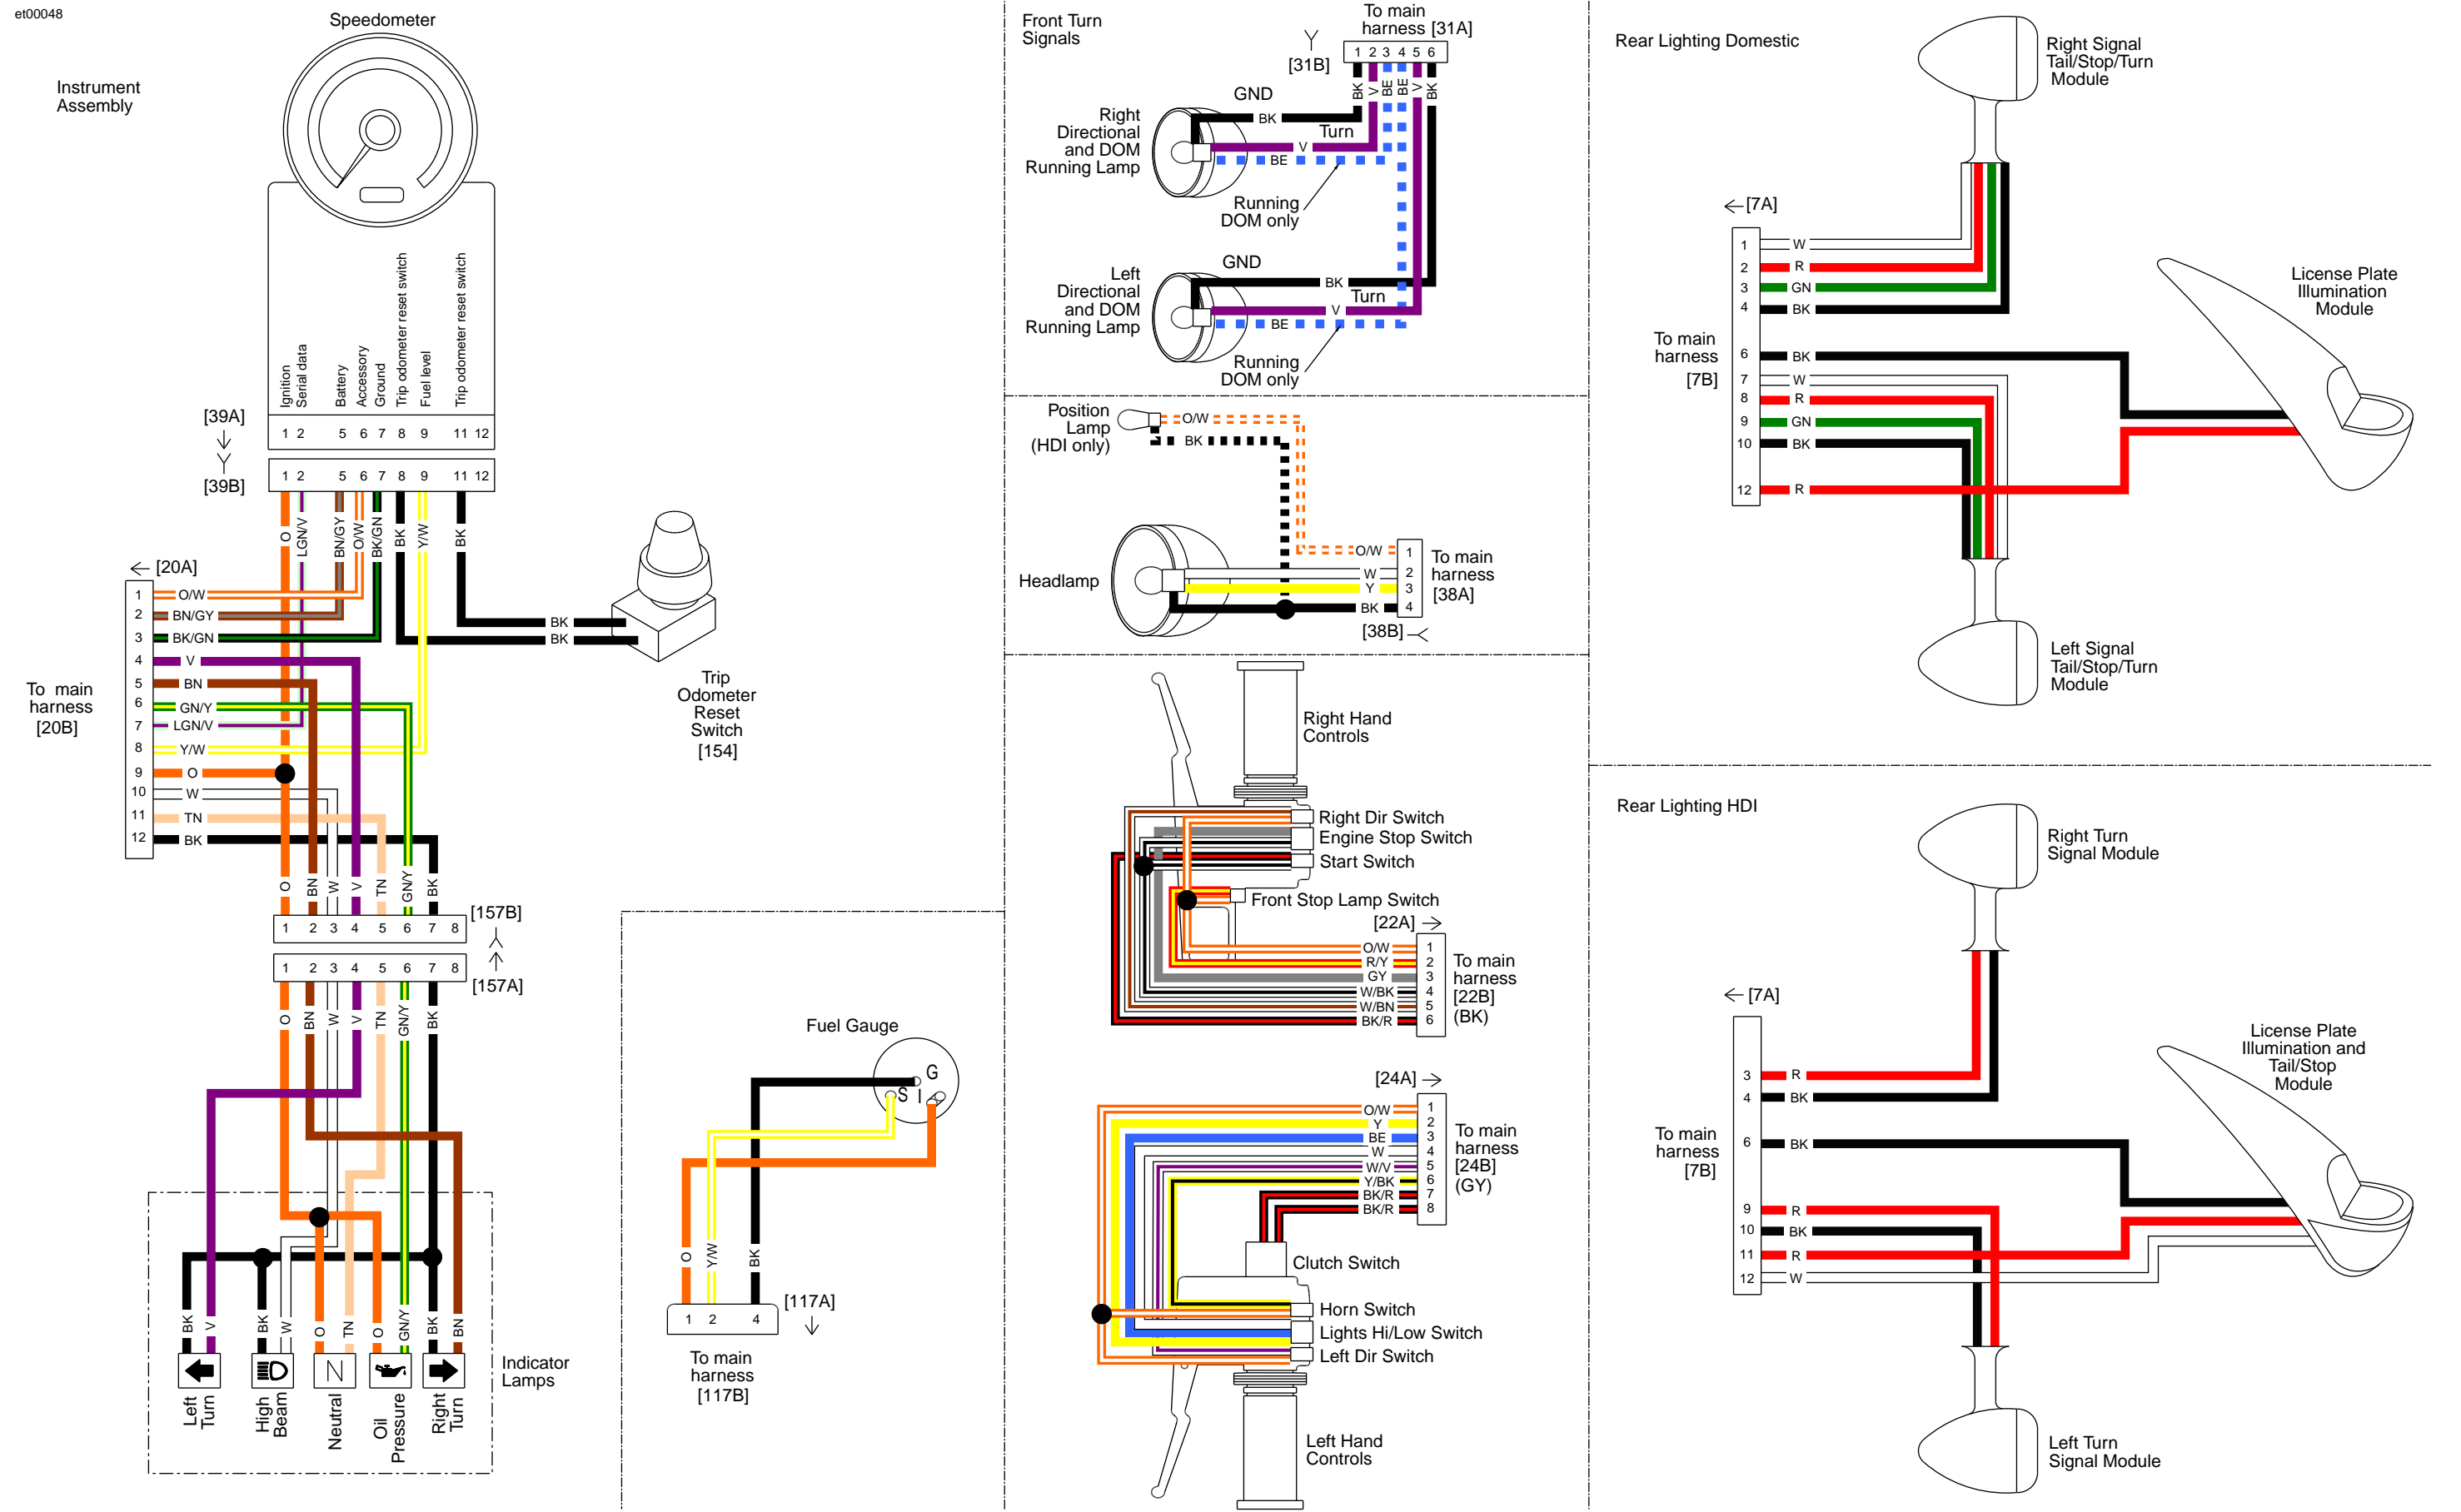 et00048
Speedometer
Instrument
Assembly
Ignition
Serial data
Battery
Accessory
Ground
Trip odometer reset switch
Fuel level
Trip odometer reset switch
[39A]
1 2 5 6 7 8 9 11 12
[39B]
1 2 5 6 7 8 9 11 12
O
LGN/V
BN/GY
O/W
BK/GN
BK
Y/W
BK
[20A]
1 O/W
2 BN/GY
3 BK/GN
4 V
5 BN
6 GN/Y
7 LGN/V
8 Y/W
9 O
10 W
11 TN
12 BK
To main
harness
[20B]
BK
BK
Trip
Odometer
Reset
Switch
[154]
O
BN
W
V
TN
GN/Y
BK
[157B]
1 2 3 4 5 6 7 8
1 2 3 4 5 6 7 8
[157A]
O
BN
W
V
TN
GN/Y
BK
BK
V
BK
W
O
TN
O
GN/Y
BK
BN
N
Left
Turn
High
Beam
Neutral
Oil
Pressure
Right
Turn
Indicator
Lamps
Fuel Gauge
G
S
I
O
Y/W
BK
[117A]
1 2 4
To main
harness
[117B]
Front Turn
Signals
To main
harness [31A]
[31B]
1 2 3 4 5 6
BK
V
BE
BE
V
BK
Right
Directional
and DOM
Running Lamp
GND
BK
Turn
V
BE
Running
DOM only
Left
Directional
and DOM
Running Lamp
GND
BK
Turn
V
BE
Running
DOM only
Position
Lamp
(HDI only)
O/W
BK
Headlamp
O/W 1
W 2
Y 3
BK 4
To main
harness
[38A]
[38B]
Right Hand
Controls
Right Dir Switch
Engine Stop Switch
Start Switch
Front Stop Lamp Switch
[22A]
O/W 1
R/Y 2
GY 3
W/BK 4
W/BN 5
BK/R 6
To main
harness
[22B]
(BK)
[24A]
O/W 1
Y 2
BE 3
W 4
W/V 5
Y/BK 6
BK/R 7
BK/R 8
To main
harness
[24B]
(GY)
Clutch Switch
Horn Switch
Lights Hi/Low Switch
Left Dir Switch
Left Hand
Controls
Rear Lighting Domestic
Right Signal
Tail/Stop/Turn
Module
[7A]
1 W
2 R
3 GN
4 BK
6 BK
7 W
8 R
9 GN
10 BK
12 R
To main
harness
[7B]
License Plate
Illumination
Module
Left Signal
Tail/Stop/Turn
Module
Rear Lighting HDI
Right Turn
Signal Module
[7A]
3 R
4 BK
6 BK
9 R
10 BK
11 R
12 W
To main
harness
[7B]
License Plate
Illumination and
Tail/Stop
Module
Left Turn
Signal Module